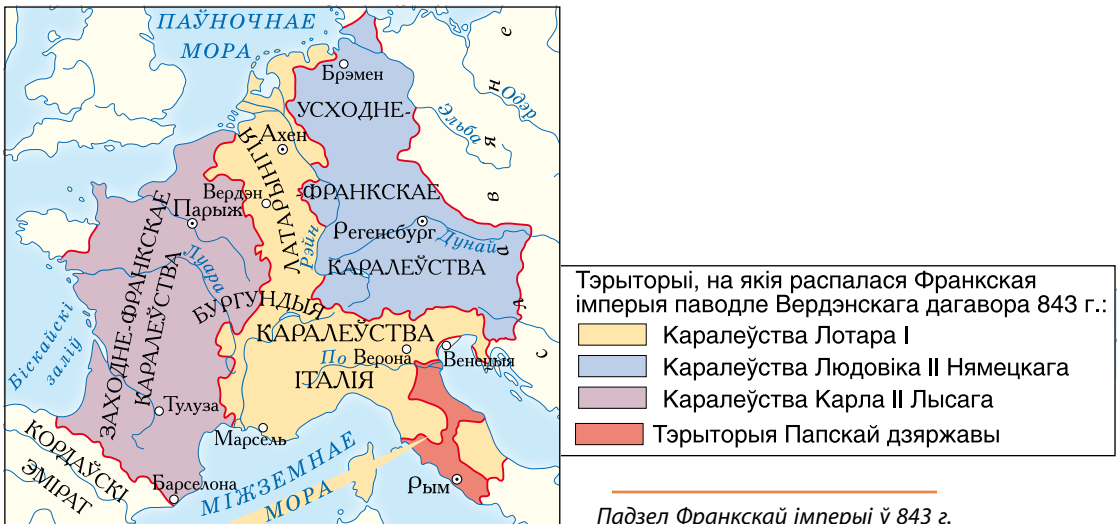 ПАЎНОЧНАЕ
МОРА
Брэмен
Одэр
Эльба
УСХОДНЕ-
Ахен
ЛАТАРЫНГІЯ
Вердэн
-ФРАНКСКАЕ
Парыж
Рэйн
Регенсбург
Дунай
Луара
КАРАЛЕЎСТВА
ЗАХОДНЕ-ФРАНКСКАЕ
КАРАЛЕЎСТВА
БУРГУНДЫЯ
КАРАЛЕЎСТВА
Біскайскі
заліў
По
Верона
Венецыя
ІТАЛІЯ
славяне
Тулуза
Марсель
КОРДАЎСКІ
ЭМІРАТ
Барселона
МІЖЗЕМНАЕ
МОРА
Рым
Тэрыторыі, на якія распалася Франкская
імперыя паводле Вердэнскага дагавора 843 г.:
Каралеўства Лотара I
Каралеўства Людовіка II Нямецкага
Каралеўства Карла II Лысага
Тэрыторыя Папскай дзяржавы
Падзел Франкскай імперыі ў 843 г.